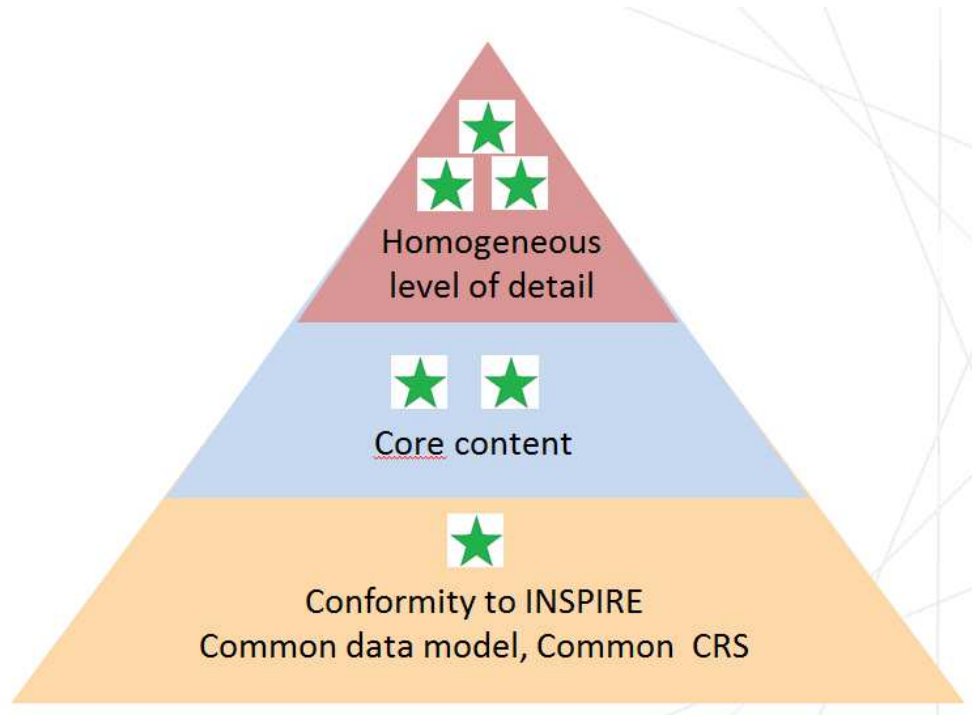 Homogeneous
level of detail
Core content
Conformity to INSPIRE
Common data model, Common CRS